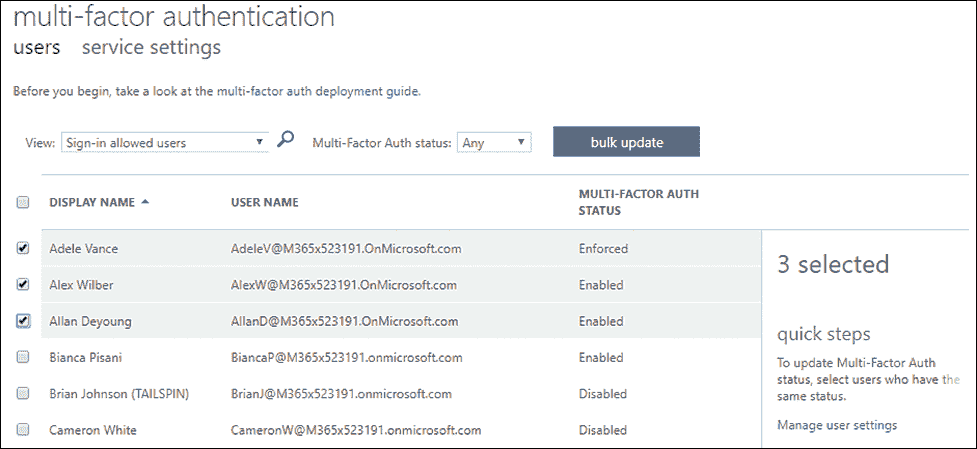 multi-factor authentication
users service settings
Before you begin, take a look at the multi-factor auth deployment guide.
View: Sign-in allowed users Multi-Factor Auth status: Any bulk update
DISPLAY NAME USER NAME MULTI-FACTOR AUTH
STATUS
Adele Vance AdeleV@M365x523191.OnMicrosoft.com Enforced
Alex Wilber AlexW@M365x523191.OnMicrosoft.com Enabled
Allan Deyoung AllanD@M365x523191.OnMicrosoft.com Enabled
Bianca Pisani BiancaP@M365x523191.onmicrosoft.com Enabled
Brian Johnson (TAILSPIN) BrianJ@M365x523191.onmicrosoft.com Disabled
Cameron White CameronW@M365x523191.onmicrosoft.com Disabled
3 selected
quick steps
To update Multi-Factor Auth
status, select users who have the
same status.
Manage user settings